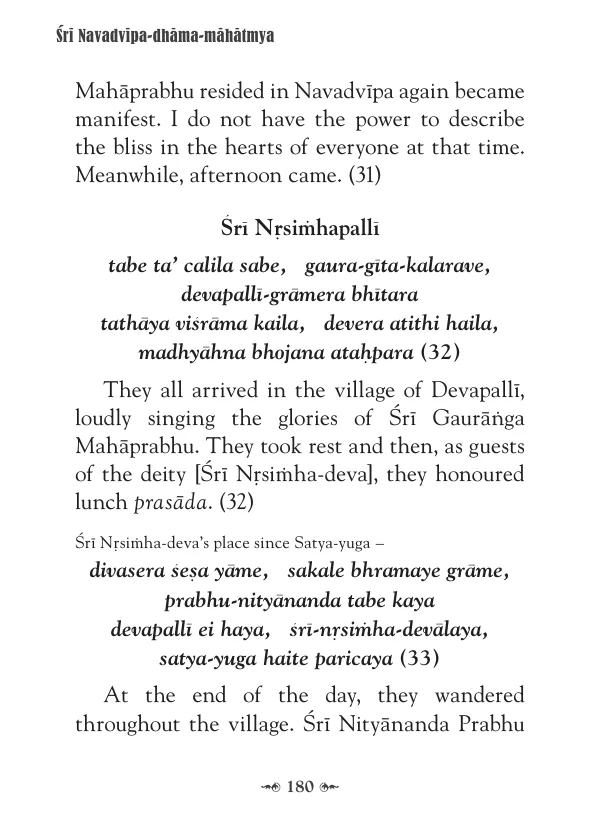 Śrī Navadvīpa-dhāma-māhātmya
Mahāprabhu resided in Navadvīpa again became
manifest. I do not have the power to describe
the bliss in the hearts of everyone at that time.
Meanwhile, afternoon came. (31)
Śrī Nṛsiṁhapallī
tabe ta’ calila sabe, gaura-gīta-kalarave,
devapallī-grāmera bhītara
tathāya viśrāma kaila, devera atithi haila,
madhyāhna bhojana ataḥpara (32)
They all arrived in the village of Devapallī,
loudly singing the glories of Śrī Gaurāṅga
Mahāprabhu. They took rest and then, as guests
of the deity [Śrī Nṛsiṁha-deva], they honoured
lunch prasāda. (32)
Śrī Nṛsiṁha-deva’s place since Satya-yuga –
divasera śeṣa yāme, sakale bhramaye grāme,
prabhu-nityānanda tabe kaya
devapallī ei haya, śrī-nṛsiṁha-devālaya,
satya-yuga haite paricaya (33)
At the end of the day, they wandered
throughout the village. Śrī Nityānanda Prabhu
180